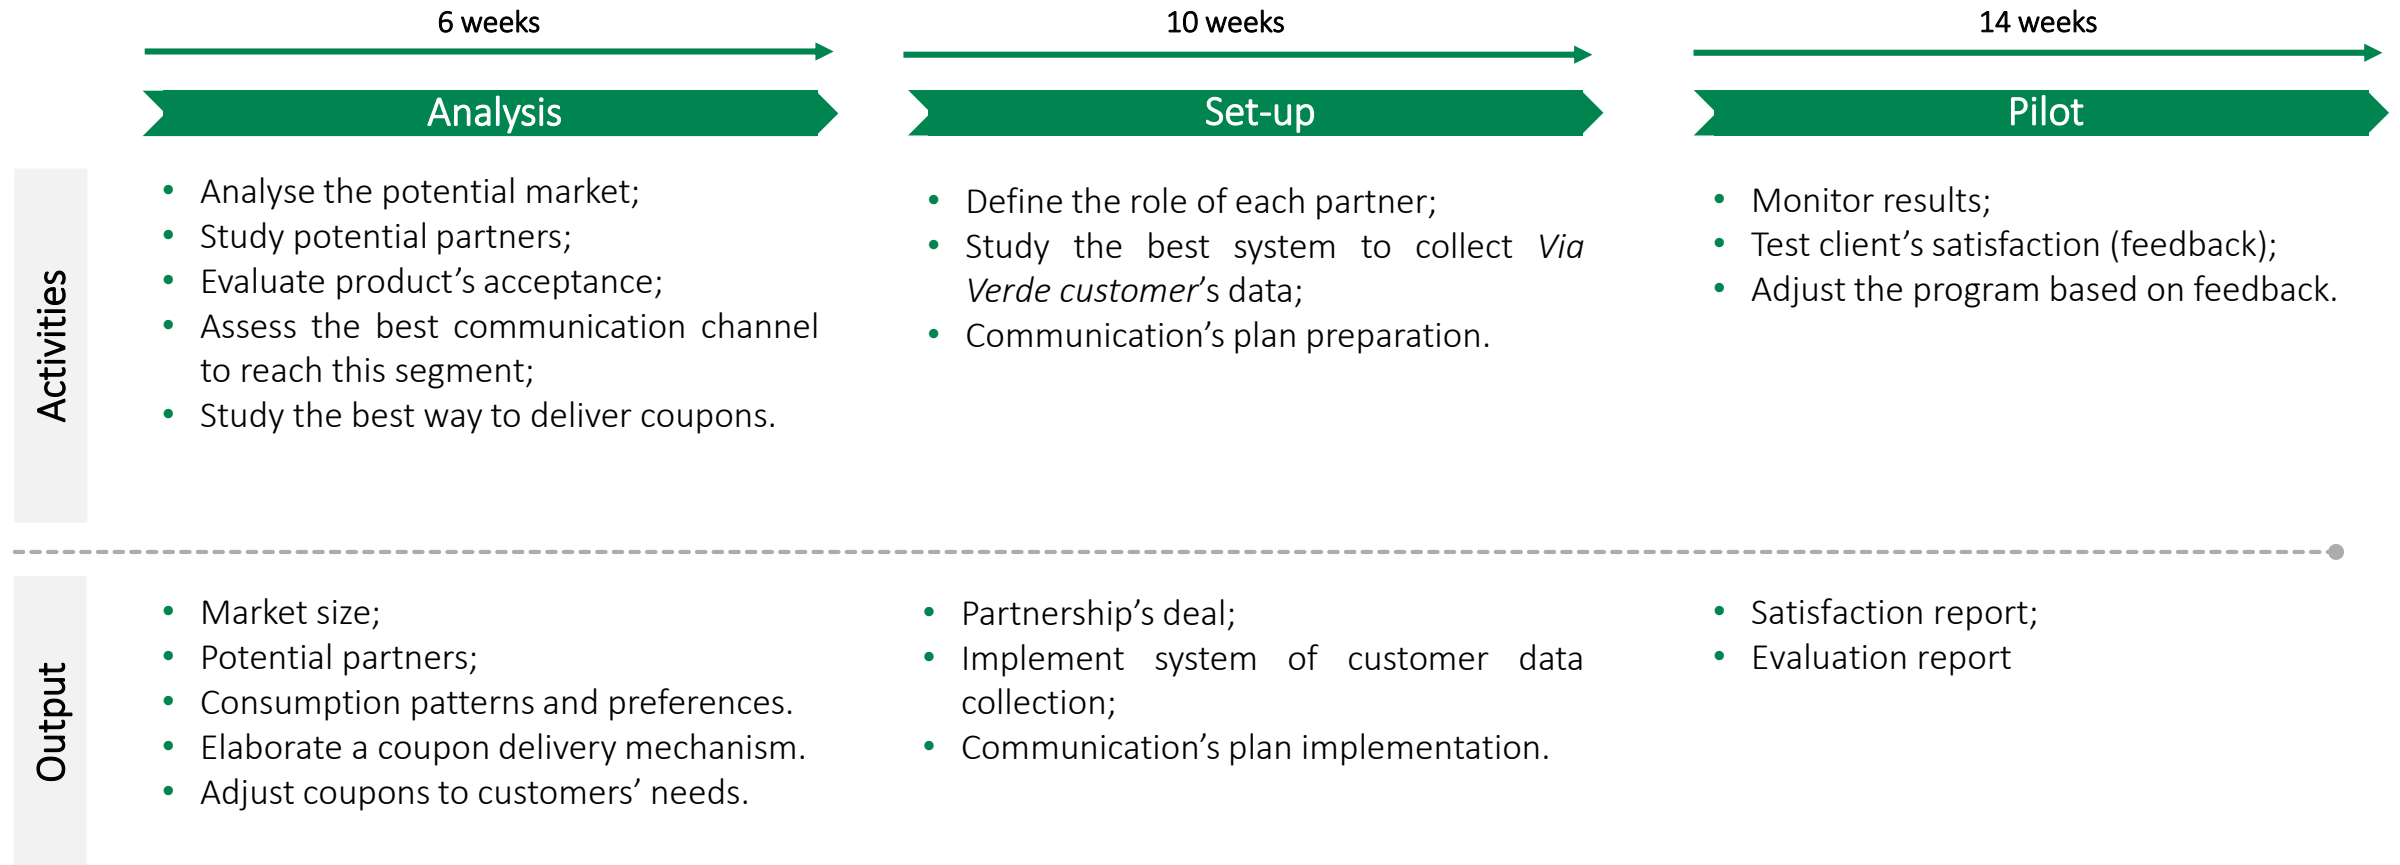 6 weeks
10 weeks
14 weeks
Analysis
Set-up
Pilot
Activities
• Analyse the potential market;
• Study potential partners;
• Evaluate product’s acceptance;
• Assess the best communication channel
to reach this segment;
• Study the best way to deliver coupons.
• Define the role of each partner;
• Study the best system to collect Via
Verde customer’s data;
• Communication’s plan preparation.
• Monitor results;
• Test client’s satisfaction (feedback);
• Adjust the program based on feedback.
Output
• Market size;
• Potential partners;
• Consumption patterns and preferences.
• Elaborate a coupon delivery mechanism.
• Adjust coupons to customers’ needs.
• Partnership’s deal;
• Implement system of customer data
collection;
• Communication’s plan implementation.
• Satisfaction report;
• Evaluation report